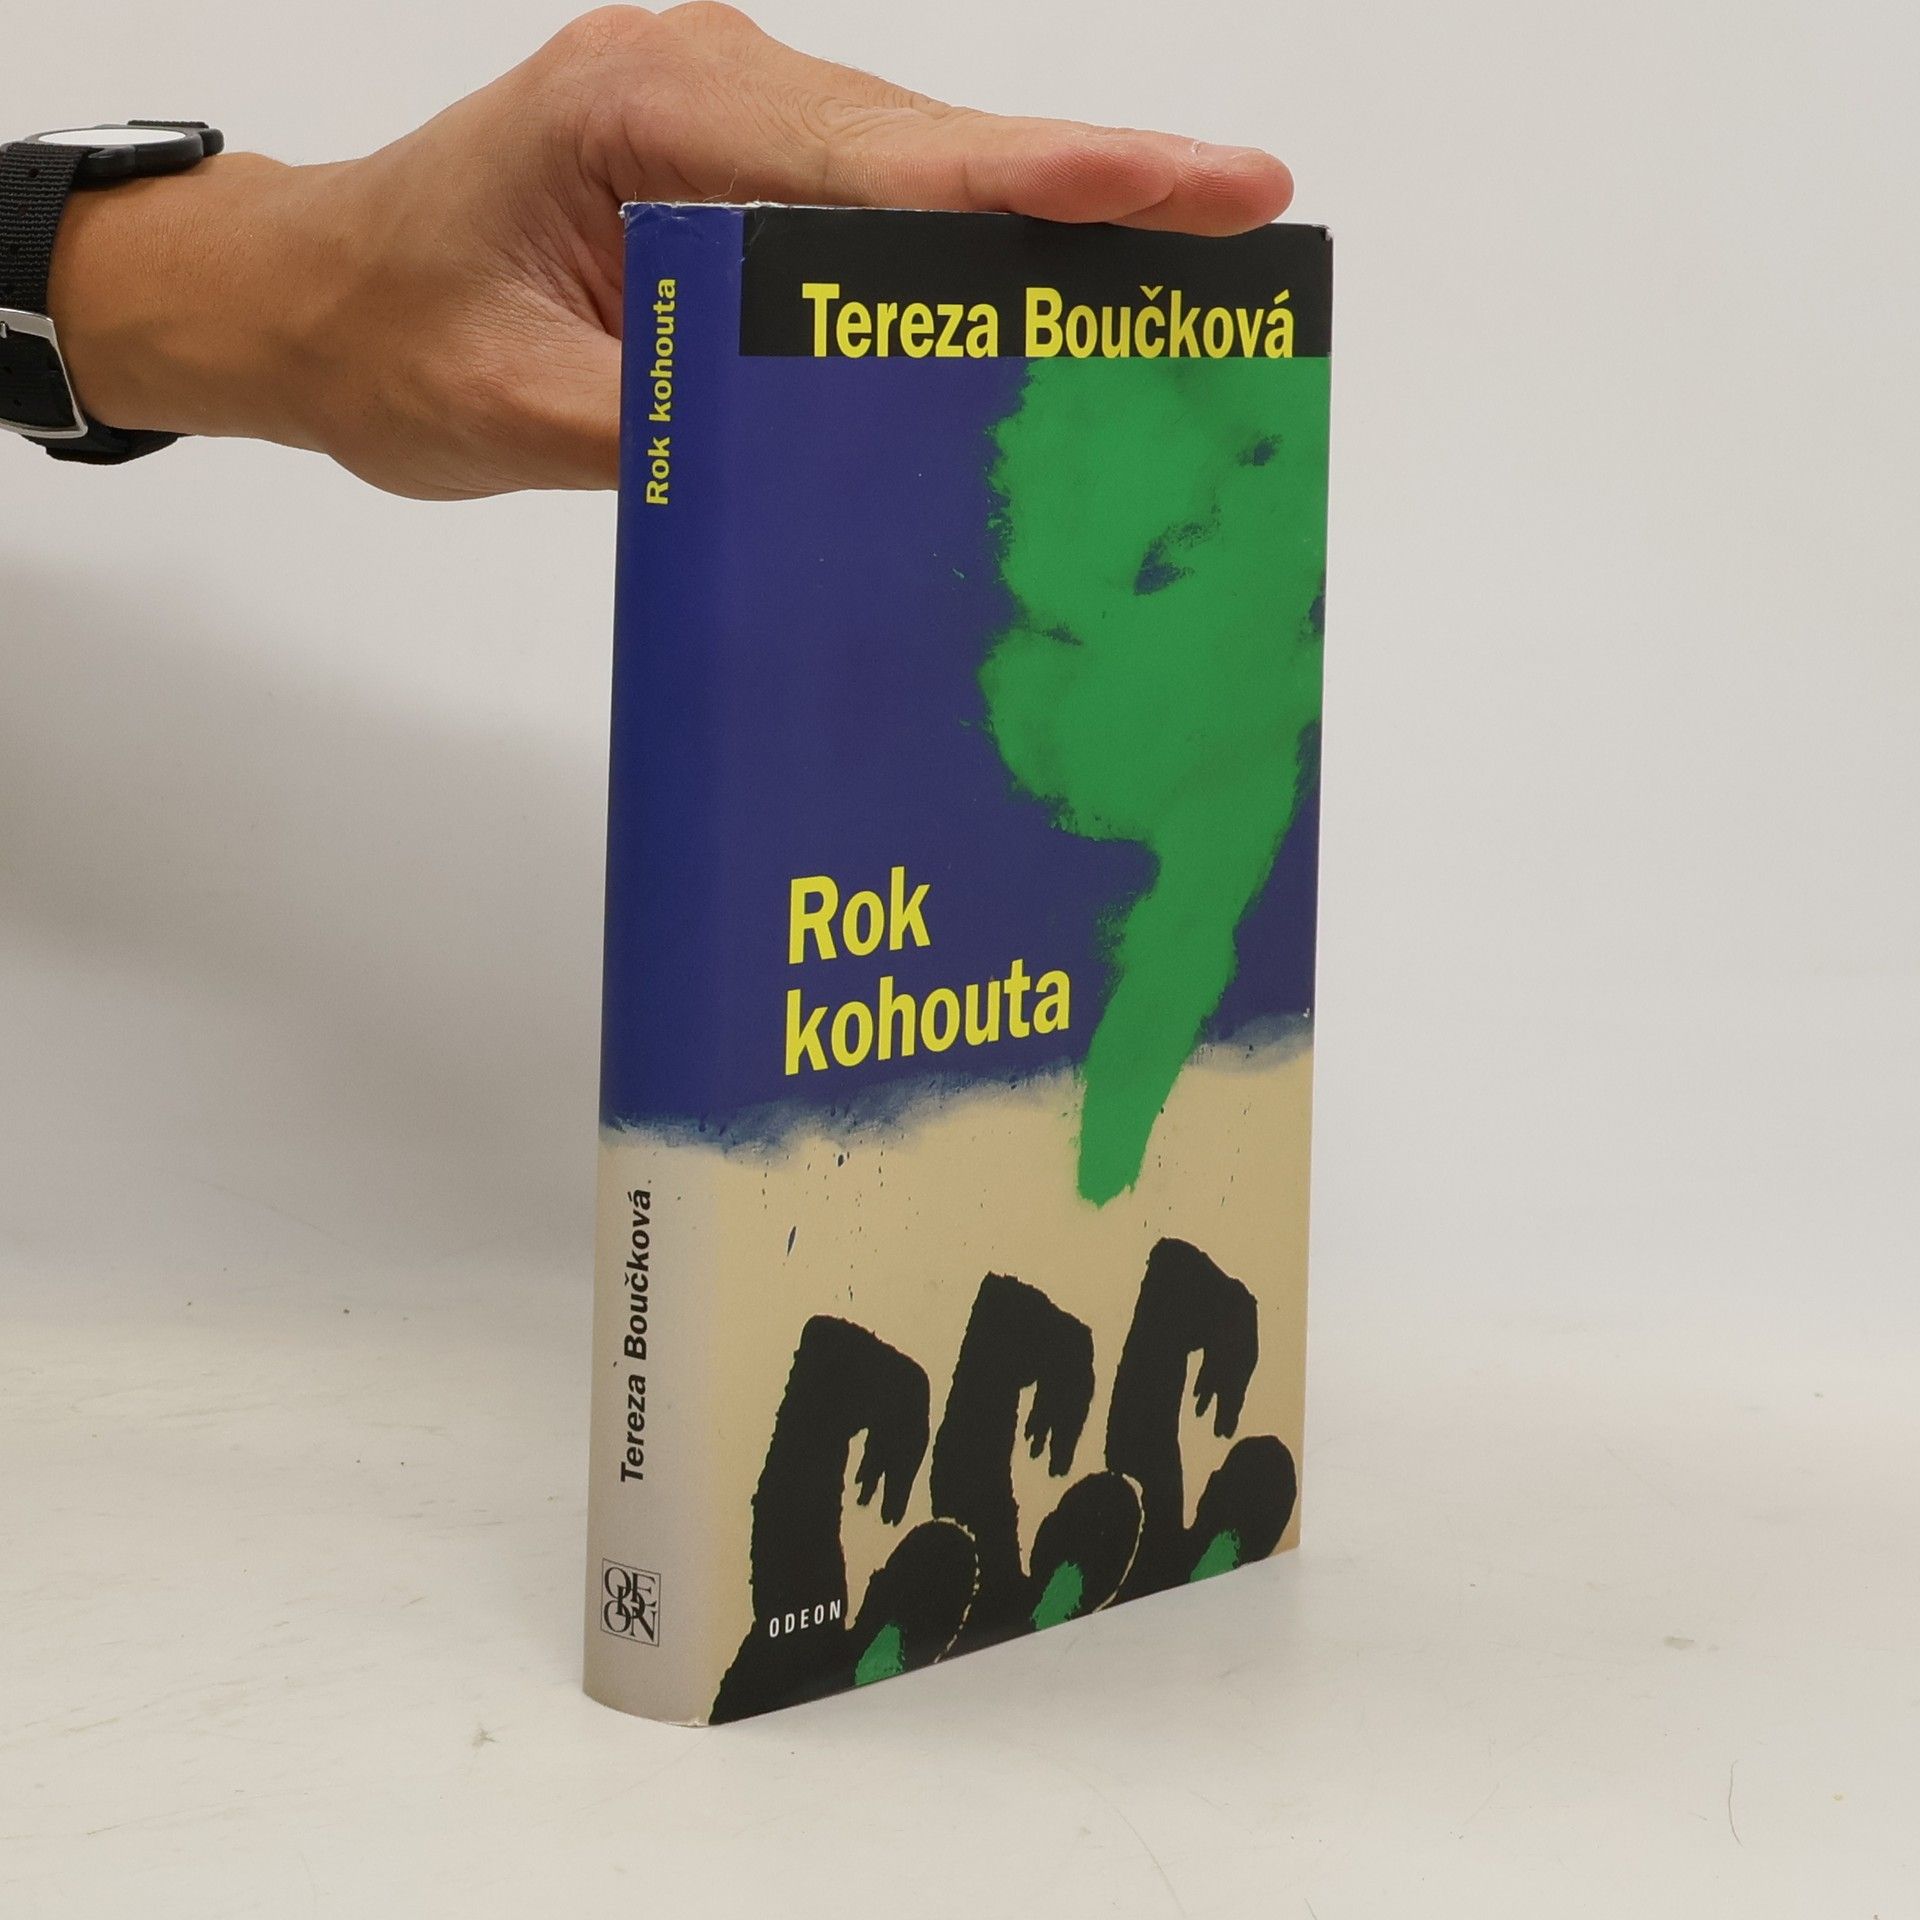 Tereza Boučková
Rok
kohouta
ODEON
Rok kohouta
Tereza Boučková
ODEON